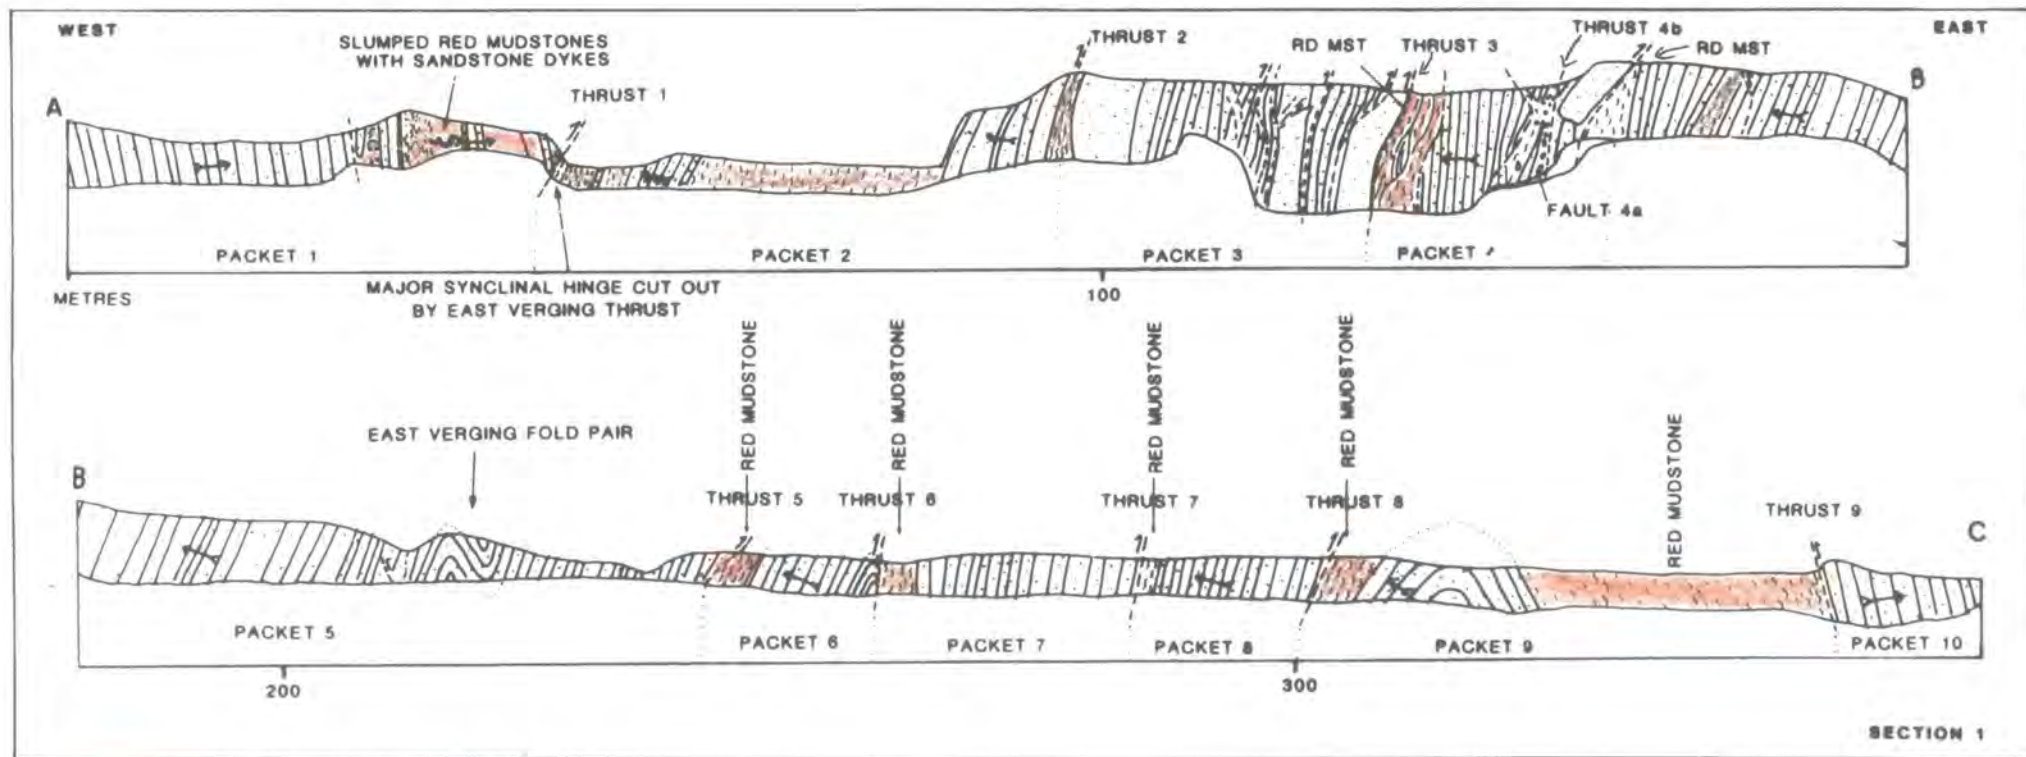 WEST
EAST
SLUMPED RED MUDSTONES
WITH SANDSTONE DYKES
THRUST 1
THRUST 2
RD MST
THRUST 3
THRUST 4b
RD MST
A
B
FAULT 4a
PACKET 1
PACKET 2
PACKET 3
PACKET
METRES
MAJOR SYNCLINAL HINGE CUT OUT
BY EAST VERGING THRUST
100
RED MUDSTONE
RED MUDSTONE
RED MUDSTONE
RED MUDSTONE
RED MUDSTONE
EAST VERGING FOLD PAIR
B
THRUST 5
THRUST 6
THRUST 7
THRUST 8
THRUST 9
C
PACKET 5
PACKET 6
PACKET 7
PACKET 8
PACKET 9
PACKET 10
200
300
SECTION 1